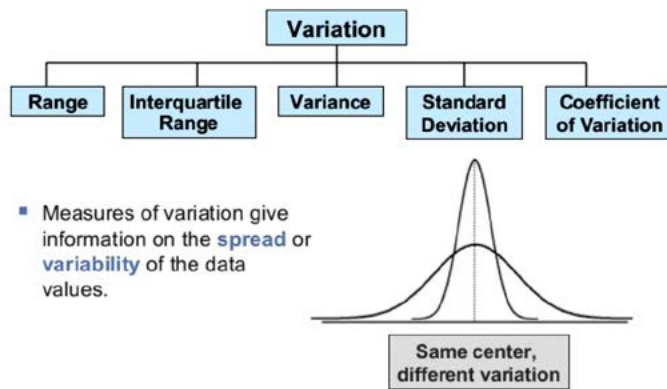 Variation
Range
Interquartile
Range
Variance
Standard
Deviation
Coefficient
of Variation
▪ Measures of variation give
information on the spread or
variability of the data
values.
Same center,
different variation